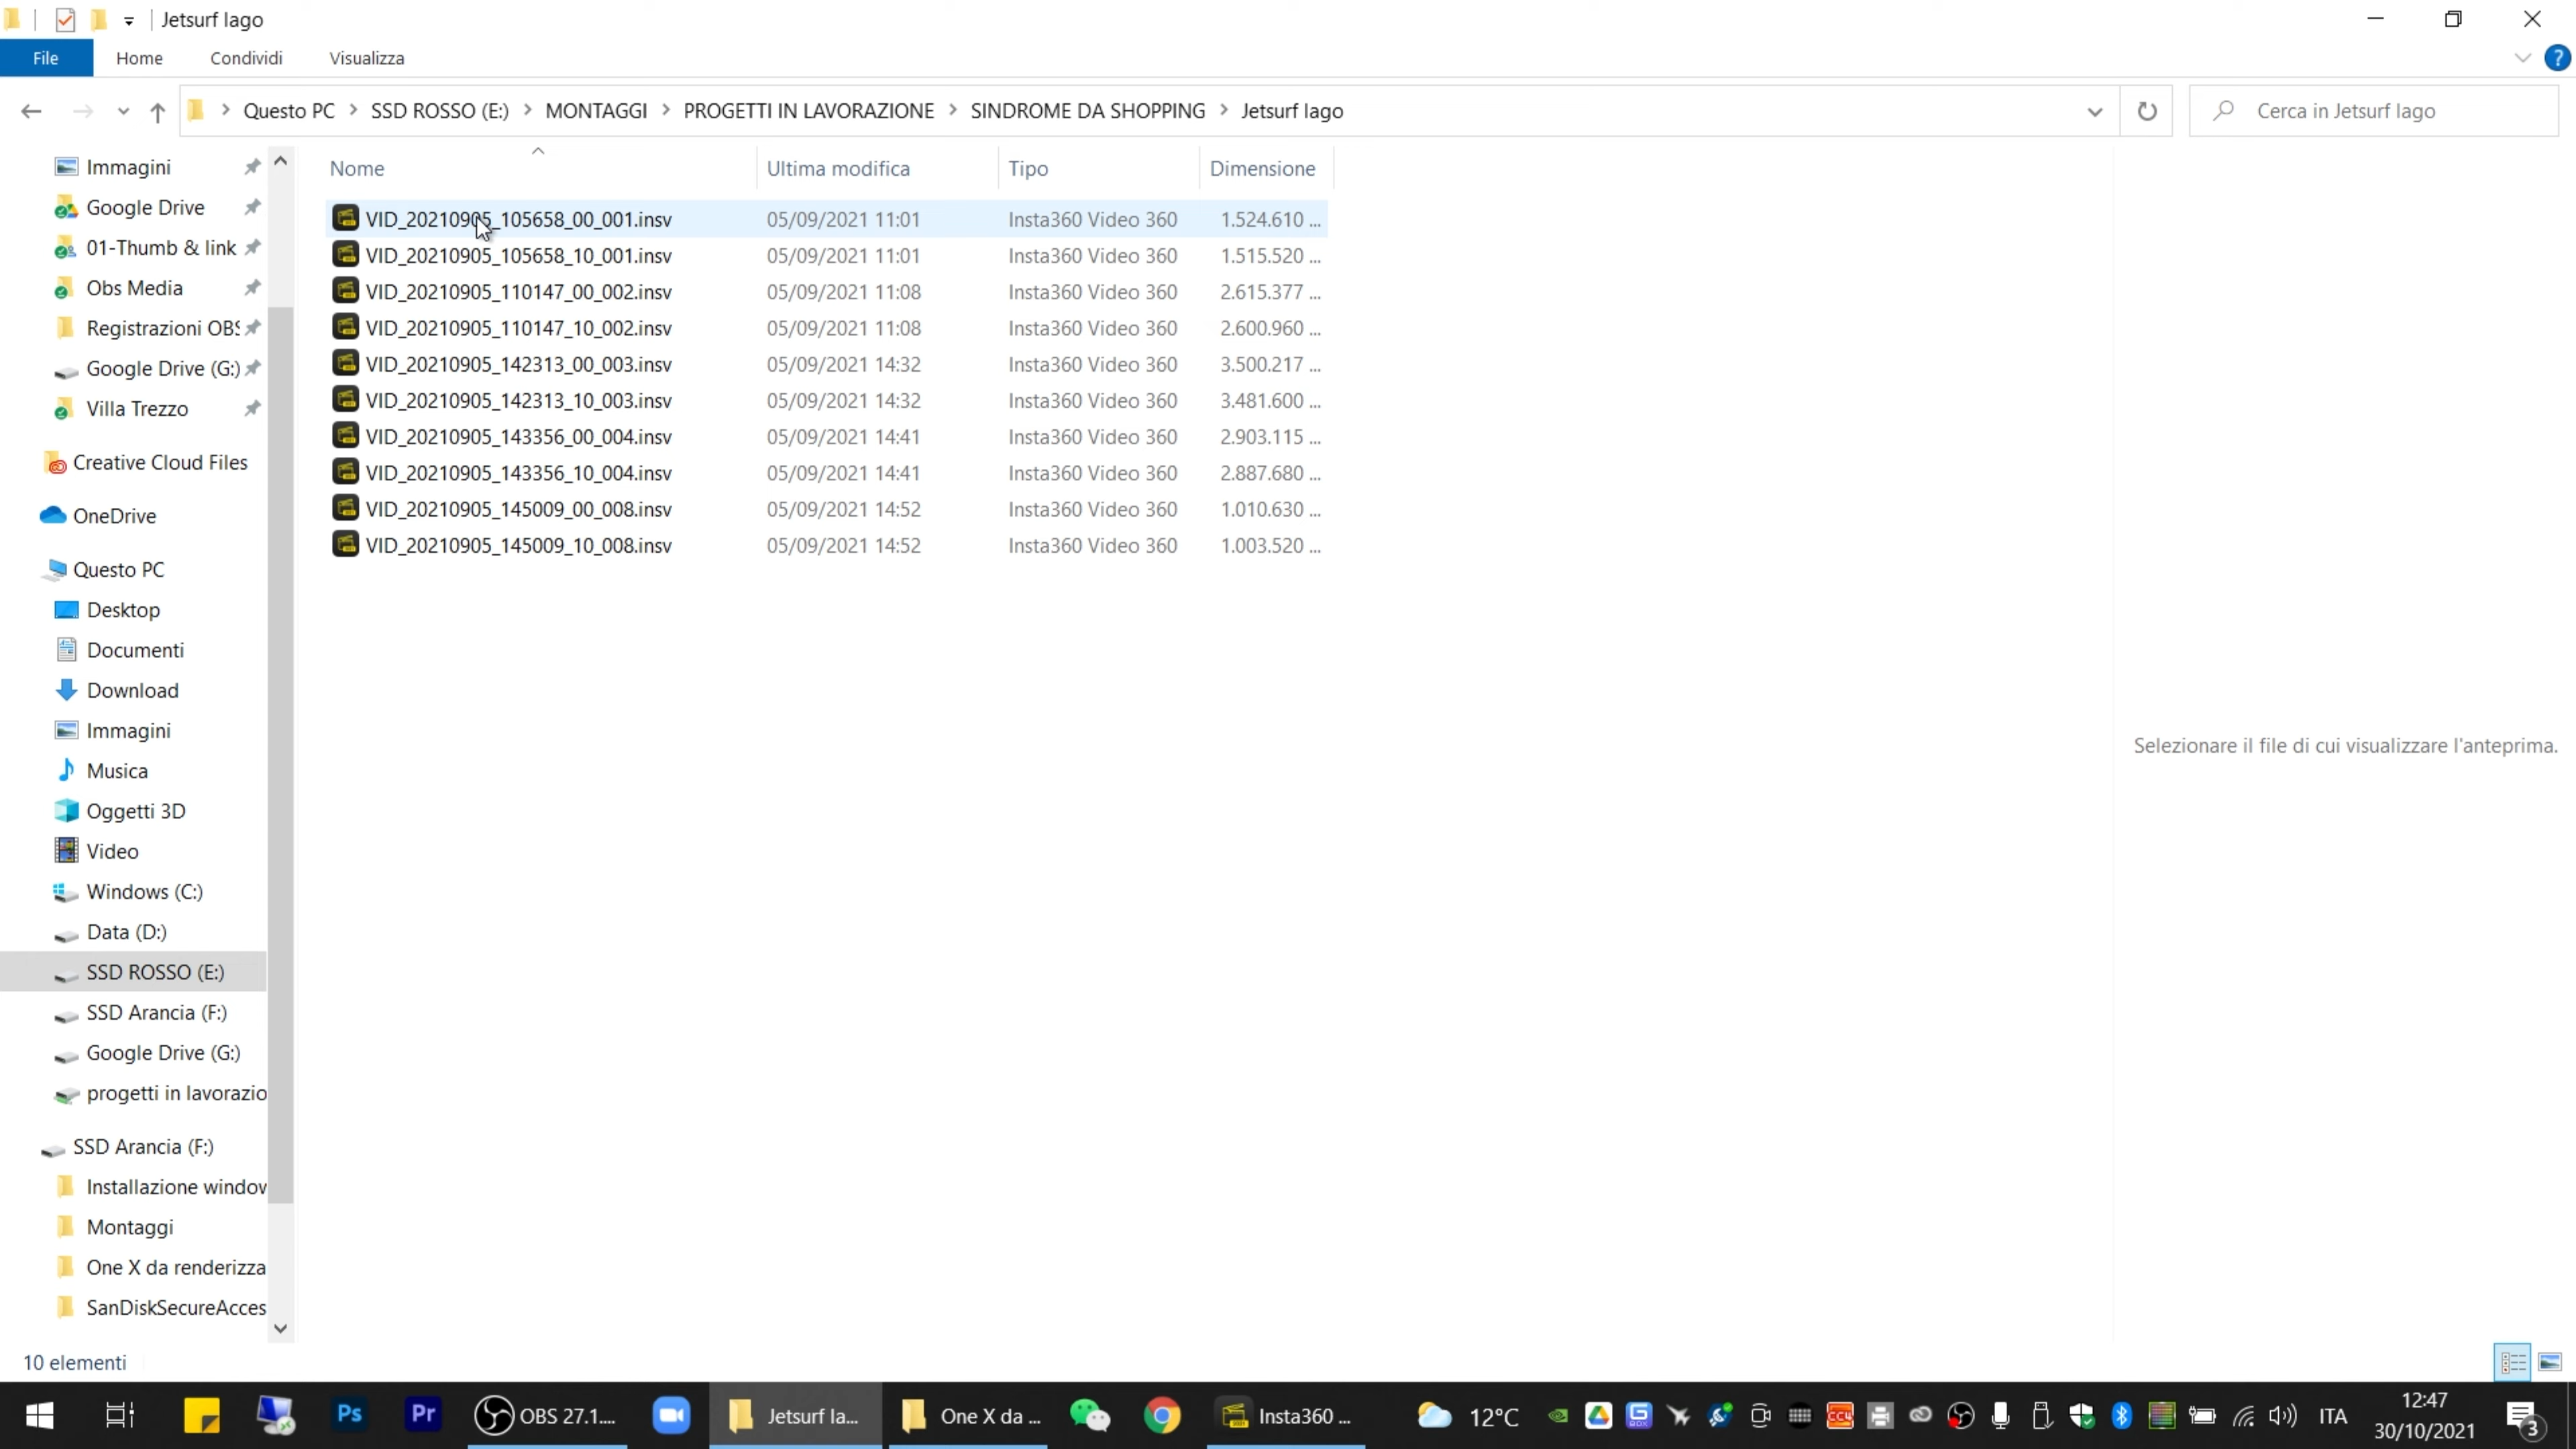 Jetsurf lago
File Home Condividi Visualizza
Questo PC SSD ROSSO (E:) MONTAGGI PROGETTI IN LAVORAZIONE SINDROME DA SHOPPING Jetsurf lago
Cerca in Jetsurf lago
Immagini
Google Drive
01-Thumb & link
Obs Media
Registrazioni OBS
Google Drive (G:)
Villa Trezzo
Creative Cloud Files
OneDrive
Questo PC
Desktop
Documenti
Download
Immagini
Musica
Oggetti 3D
Video
Windows (C:)
Data (D:)
SSD ROSSO (E:)
SSD Arancia (F:)
Google Drive (G:)
progetti in lavorazio
SSD Arancia (F:)
Installazione window
Montaggi
One X da renderizza
SanDiskSecureAcces
Nome Ultima modifica Tipo Dimensione
VID_20210905_105658_00_001.insv 05/09/2021 11:01 Insta360 Video 360 1.524.610 ...
VID_20210905_105658_10_001.insv 05/09/2021 11:01 Insta360 Video 360 1.515.520 ...
VID_20210905_110147_00_002.insv 05/09/2021 11:08 Insta360 Video 360 2.615.377 ...
VID_20210905_110147_10_002.insv 05/09/2021 11:08 Insta360 Video 360 2.600.960 ...
VID_20210905_142313_00_003.insv 05/09/2021 14:32 Insta360 Video 360 3.500.217 ...
VID_20210905_142313_10_003.insv 05/09/2021 14:32 Insta360 Video 360 3.481.600 ...
VID_20210905_143356_00_004.insv 05/09/2021 14:41 Insta360 Video 360 2.903.115 ...
VID_20210905_143356_10_004.insv 05/09/2021 14:41 Insta360 Video 360 2.887.680 ...
VID_20210905_145009_00_008.insv 05/09/2021 14:52 Insta360 Video 360 1.010.630 ...
VID_20210905_145009_10_008.insv 05/09/2021 14:52 Insta360 Video 360 1.003.520 ...
Selezionare il file di cui visualizzare l'anteprima.
10 elementi
Ps Pr OBS 27.1.... Jetsurf la... One X da ... Insta360 ... 12°C ITA 12:47
30/10/2021 3